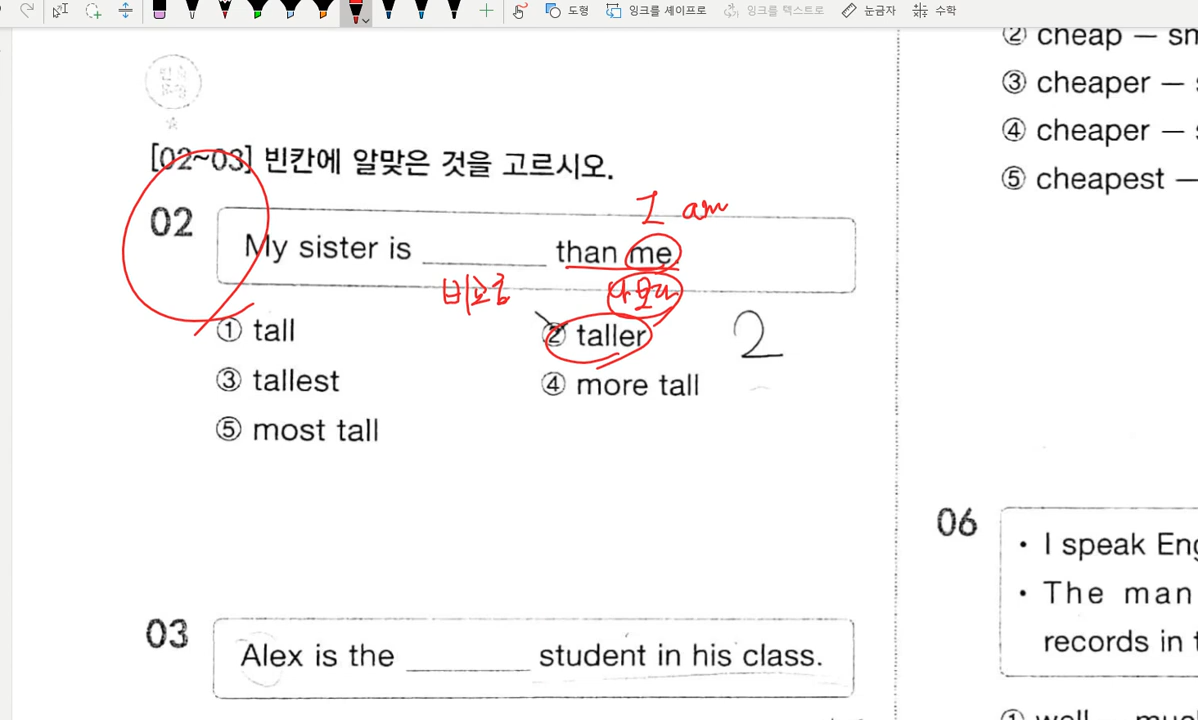 도형
잉크를 셰이프로
잉크를 텍스트로
눈금자
수학
[02~03] 빈칸에 알맞은 것을 고르시오.
I am
02
My sister is ________ than me.
비교급
나보다
① tall
② taller
2
③ tallest
④ more tall
⑤ most tall
03
Alex is the ________ student in his class.
② cheap –
③ cheaper –
④ cheaper –
⑤ cheapest –
06
• I speak
• The man
records in